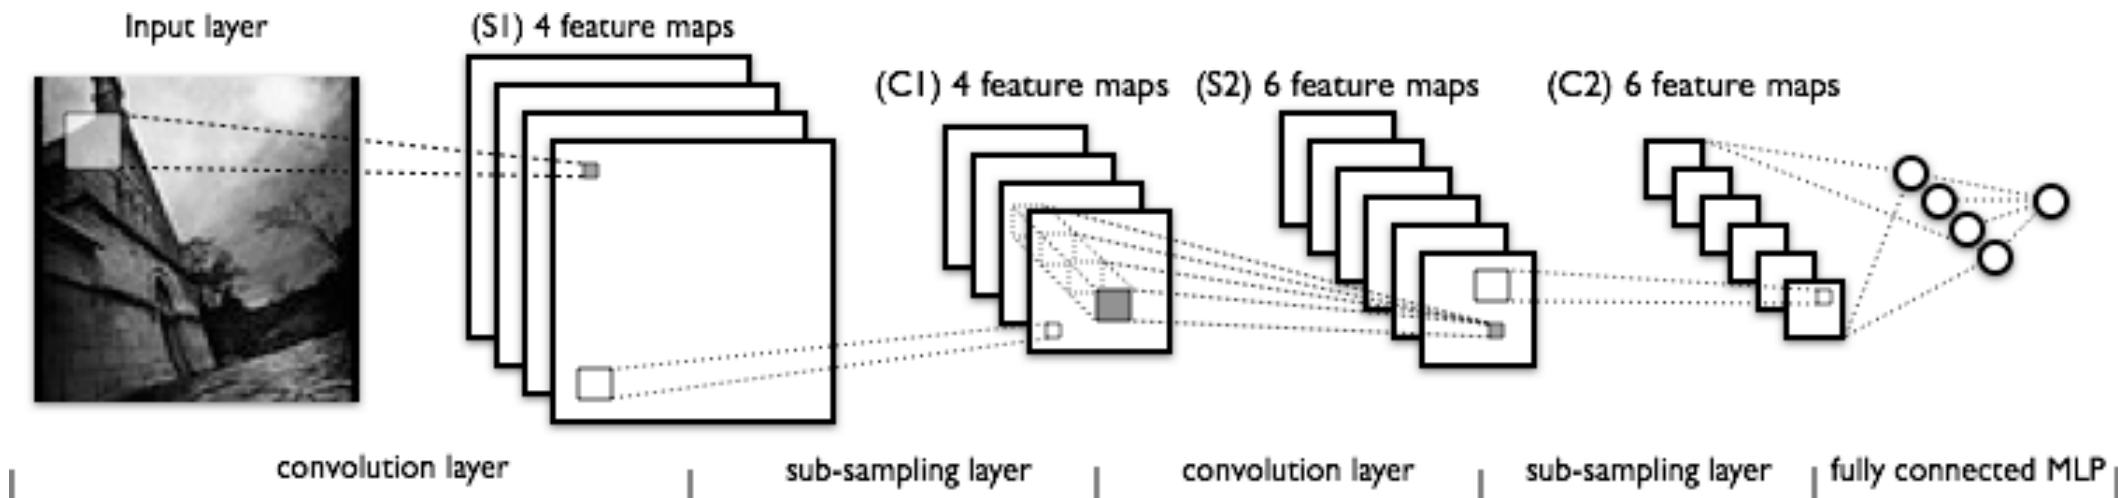 Input layer
(S1) 4 feature maps
(C1) 4 feature maps
(S2) 6 feature maps
(C2) 6 feature maps
convolution layer
sub-sampling layer
convolution layer
sub-sampling layer
fully connected MLP